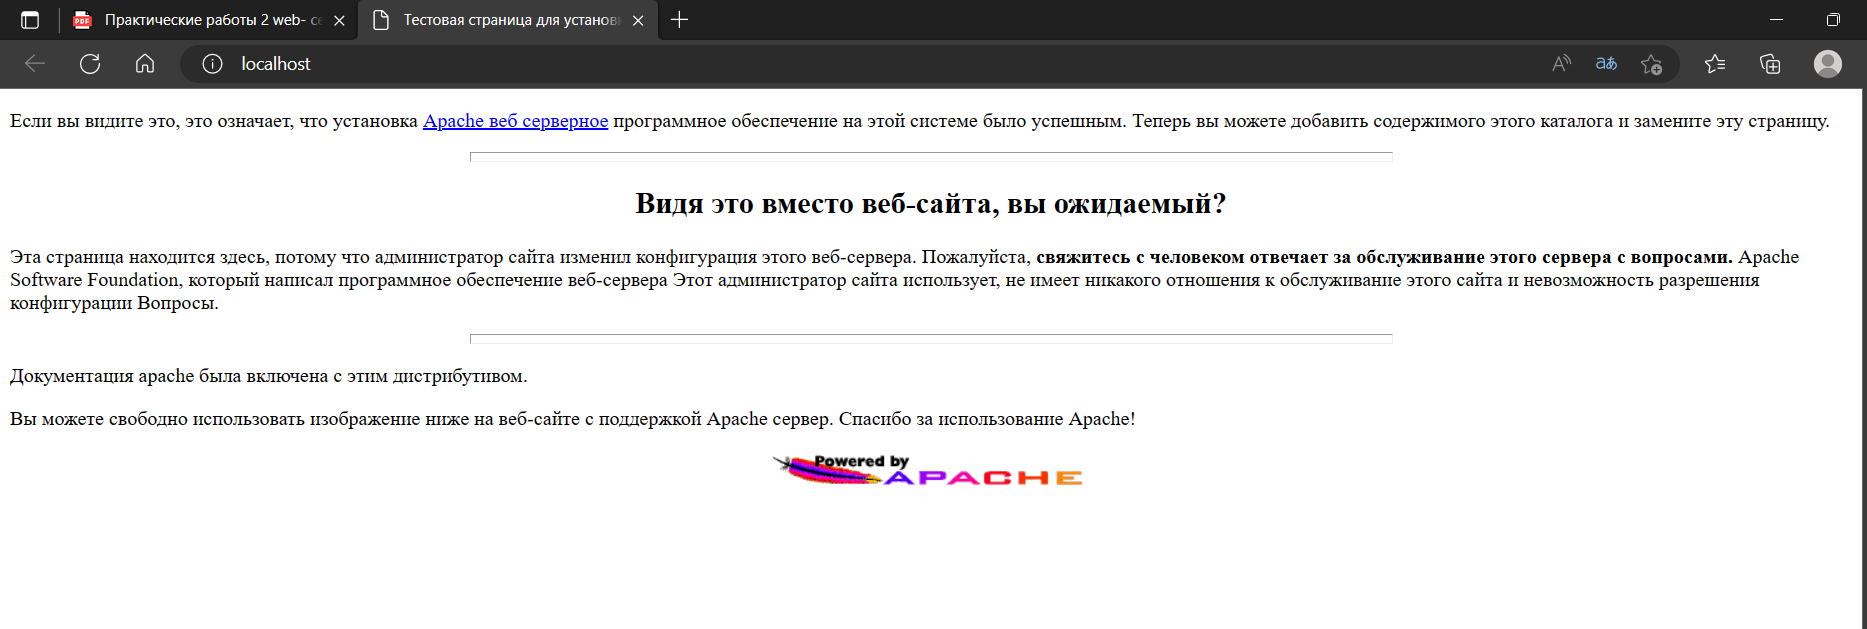 Практические работы 2 web- се
Тестовая страница для установк
localhost
Если вы видите это, это означает, что установка Apache веб серверное программное обеспечение на этой системе было успешным. Теперь вы можете добавить содержимого этого каталога и замените эту страницу.
Видя это вместо веб-сайта, вы ожидаемый?
Эта страница находится здесь, потому что администратор сайта изменил конфигурация этого веб-сервера. Пожалуйста, свяжитесь с человеком отвечает за обслуживание этого сервера с вопросами. Apache
Software Foundation, который написал программное обеспечение веб-сервера Этот администратор сайта использует, не имеет никакого отношения к обслуживание этого сайта и невозможность разрешения
конфигурации Вопросы.
Документация apache была включена с этим дистрибутивом.
Вы можете свободно использовать изображение ниже на веб-сайте с поддержкой Apache сервер. Спасибо за использование Apache!
Powered by
APACHE